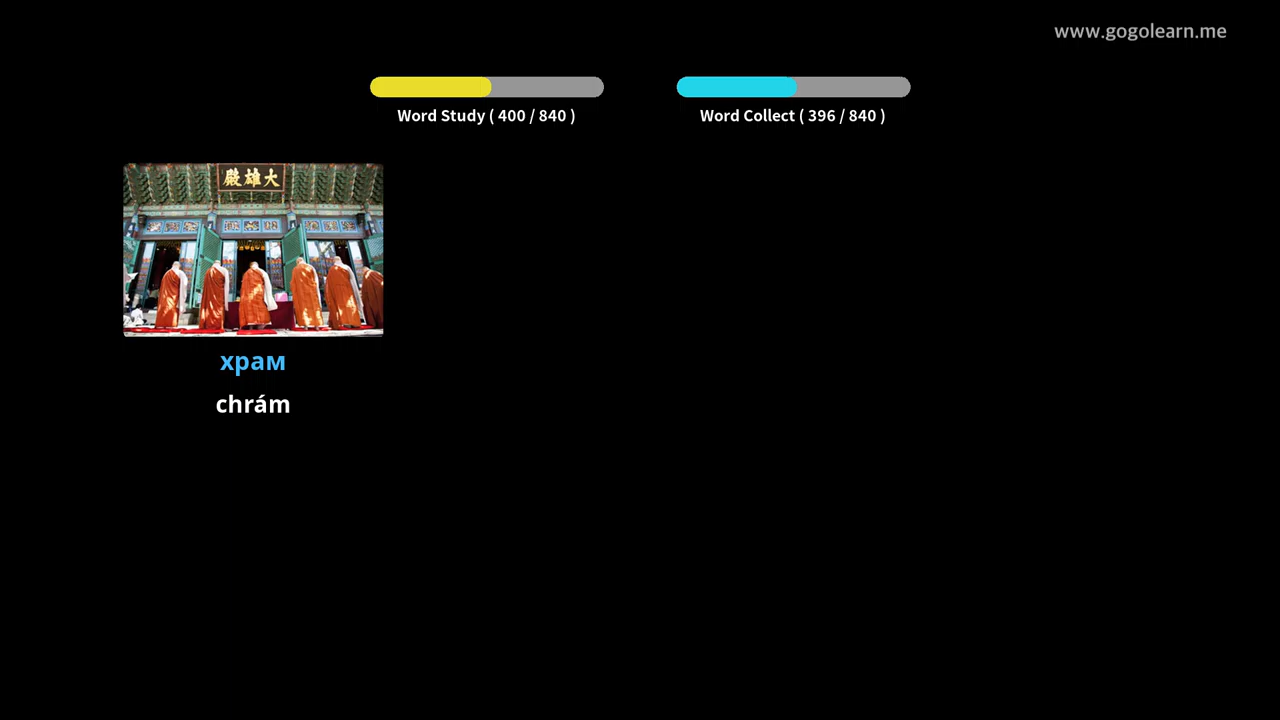 www.gogolearn.me
Word Study ( 400 / 840 )
Word Collect ( 396 / 840 )
殿雄大
храм
chrám